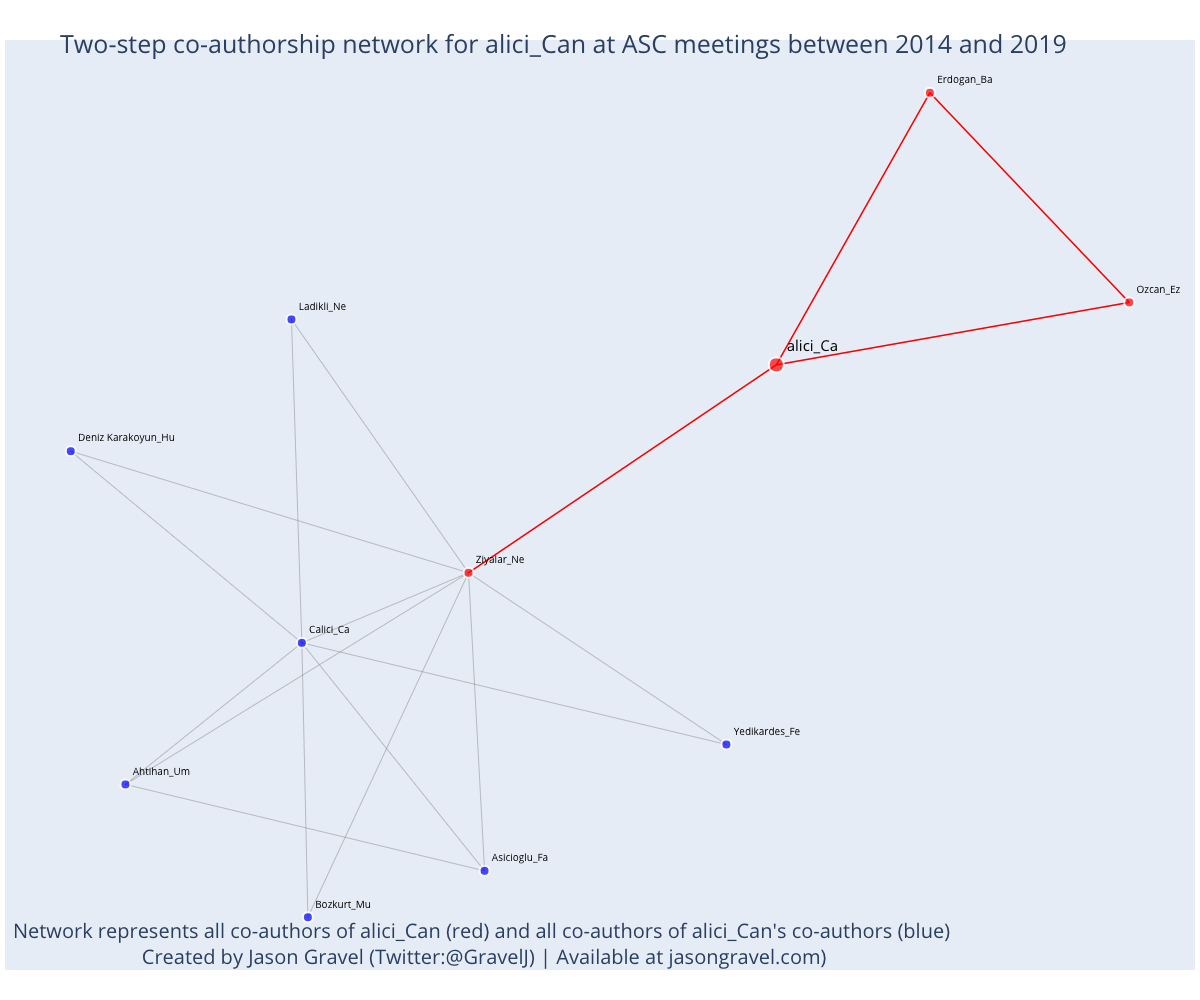 Two-step co-authorship network for alici_Can at ASC meetings between 2014 and 2019
Erdogan_Ba
Ozcan_Ez
Ladikli_Ne
alici_Ca
Deniz Karakoyun_Hu
Ziyalar_Ne
Calici_Ca
Yedikardes_Fe
Ahtihan_Um
Asicioglu_Fa
Bozkurt_Mu
Network represents all co-authors of alici_Can (red) and all co-authors of alici_Can's co-authors (blue)
Created by Jason Gravel (Twitter:@GravelJ) | Available at jasongravel.com)